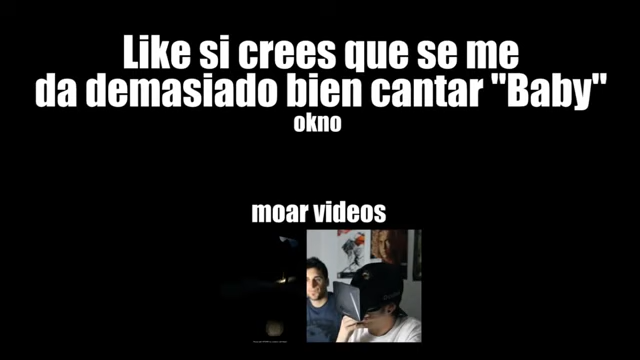 Like si crees que se me
da demasiado bien cantar "Baby"
okno
moar videos